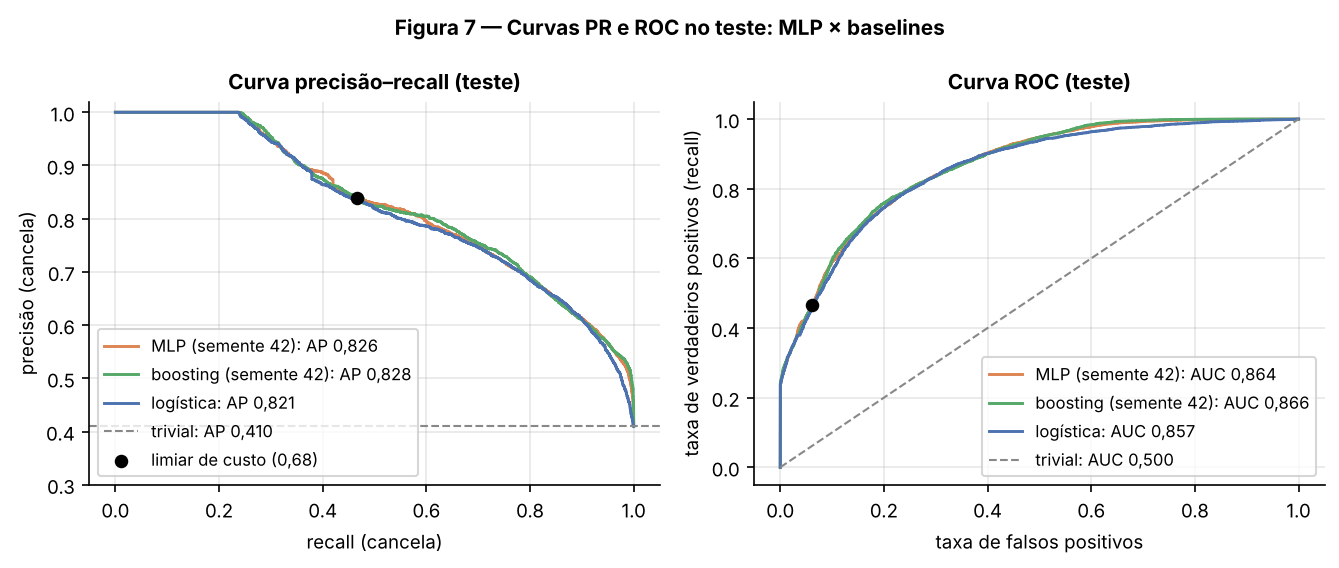 Figura 7 — Curvas PR e ROC no teste: MLP × baselines
Curva precisão–recall (teste)
precisão (cancela)
1.0
0.9
0.8
0.7
0.6
0.5
0.4
0.3
MLP (semente 42): AP 0,826
boosting (semente 42): AP 0,828
logística: AP 0,821
trivial: AP 0,410
limiar de custo (0,68)
0.0 0.2 0.4 0.6 0.8 1.0
recall (cancela)
Curva ROC (teste)
taxa de verdadeiros positivos (recall)
1.0
0.8
0.6
0.4
0.2
0.0
MLP (semente 42): AUC 0,864
boosting (semente 42): AUC 0,866
logística: AUC 0,857
trivial: AUC 0,500
0.0 0.2 0.4 0.6 0.8 1.0
taxa de falsos positivos